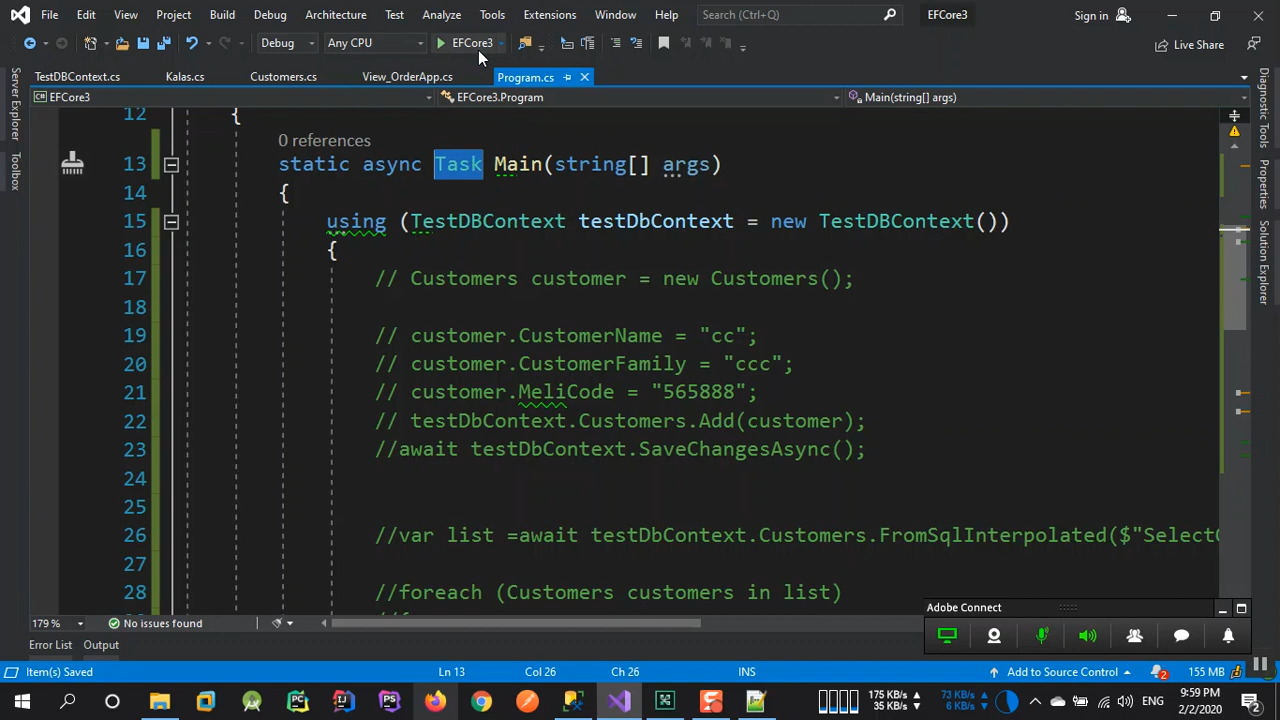 File Edit View Project Build Debug Architecture Test Analyze Tools Extensions Window Help Search (Ctrl+Q) EFCore3 Sign in
Debug Any CPU EFCore3 Live Share
TestDBContext.cs Kalas.cs Customers.cs View_OrderApp.cs Program.cs
EFCore3 EFCore3.Program Main(string[] args)
Server Explorer
Toolbox
Diagnostic Tools
Properties
Solution Explorer
12 {
0 references
13 static async Task Main(string[] args)
14 {
15 using (TestDBContext testDbContext = new TestDBContext())
16 {
17 // Customers customer = new Customers();
18
19 // customer.CustomerName = "cc";
20 // customer.CustomerFamily = "ccc";
21 // customer.MeliCode = "565888";
22 // testDbContext.Customers.Add(customer);
23 //await testDbContext.SaveChangesAsync();
24
25
26 //var list =await testDbContext.Customers.FromSqlInterpolated($"Select
27
28 //foreach (Customers customers in list)
Adobe Connect
179 % No issues found
Error List Output
Item(s) Saved Ln 13 Col 26 Ch 26 INS Add to Source Control 2 155 MB
175 KB/s 73 KB/s 9:59 PM
35 KB/s 6 KB/s ENG 2/2/2020 2